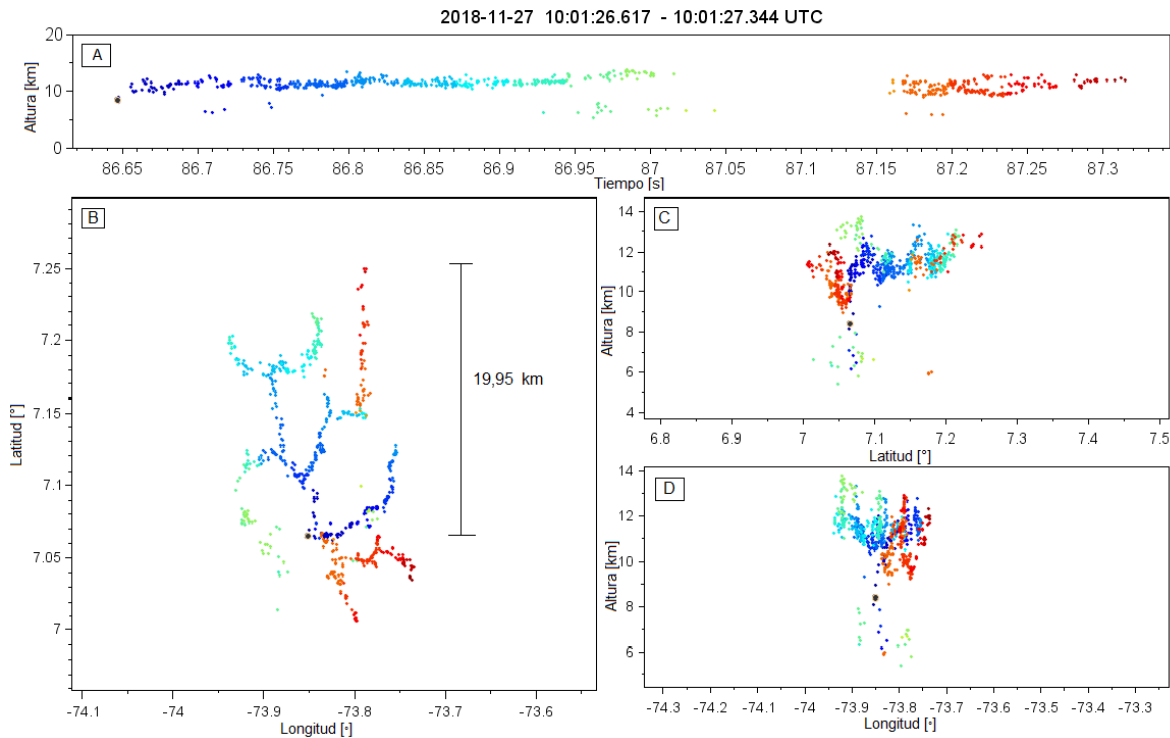 2018-11-27 10:01:26.617 - 10:01:27.344 UTC
A
Altura [km]
20
10
0
86.65 86.7 86.75 86.8 86.85 86.9 86.95 87 87.05 87.1 87.15 87.2 87.25 87.3
Tiempo [s]
B
Latitud [°]
7.25
7.2
7.15
7.1
7.05
7
19,95 km
-74.1 -74 -73.9 -73.8 -73.7 -73.6
Longitud [°]
C
Altura [km]
14
12
10
8
6
4
6.8 6.9 7 7.1 7.2 7.3 7.4 7.5
Latitud [°]
D
Altura [km]
14
12
10
8
6
-74.3 -74.2 -74.1 -74 -73.9 -73.8 -73.7 -73.6 -73.5 -73.4 -73.3
Longitud [°]